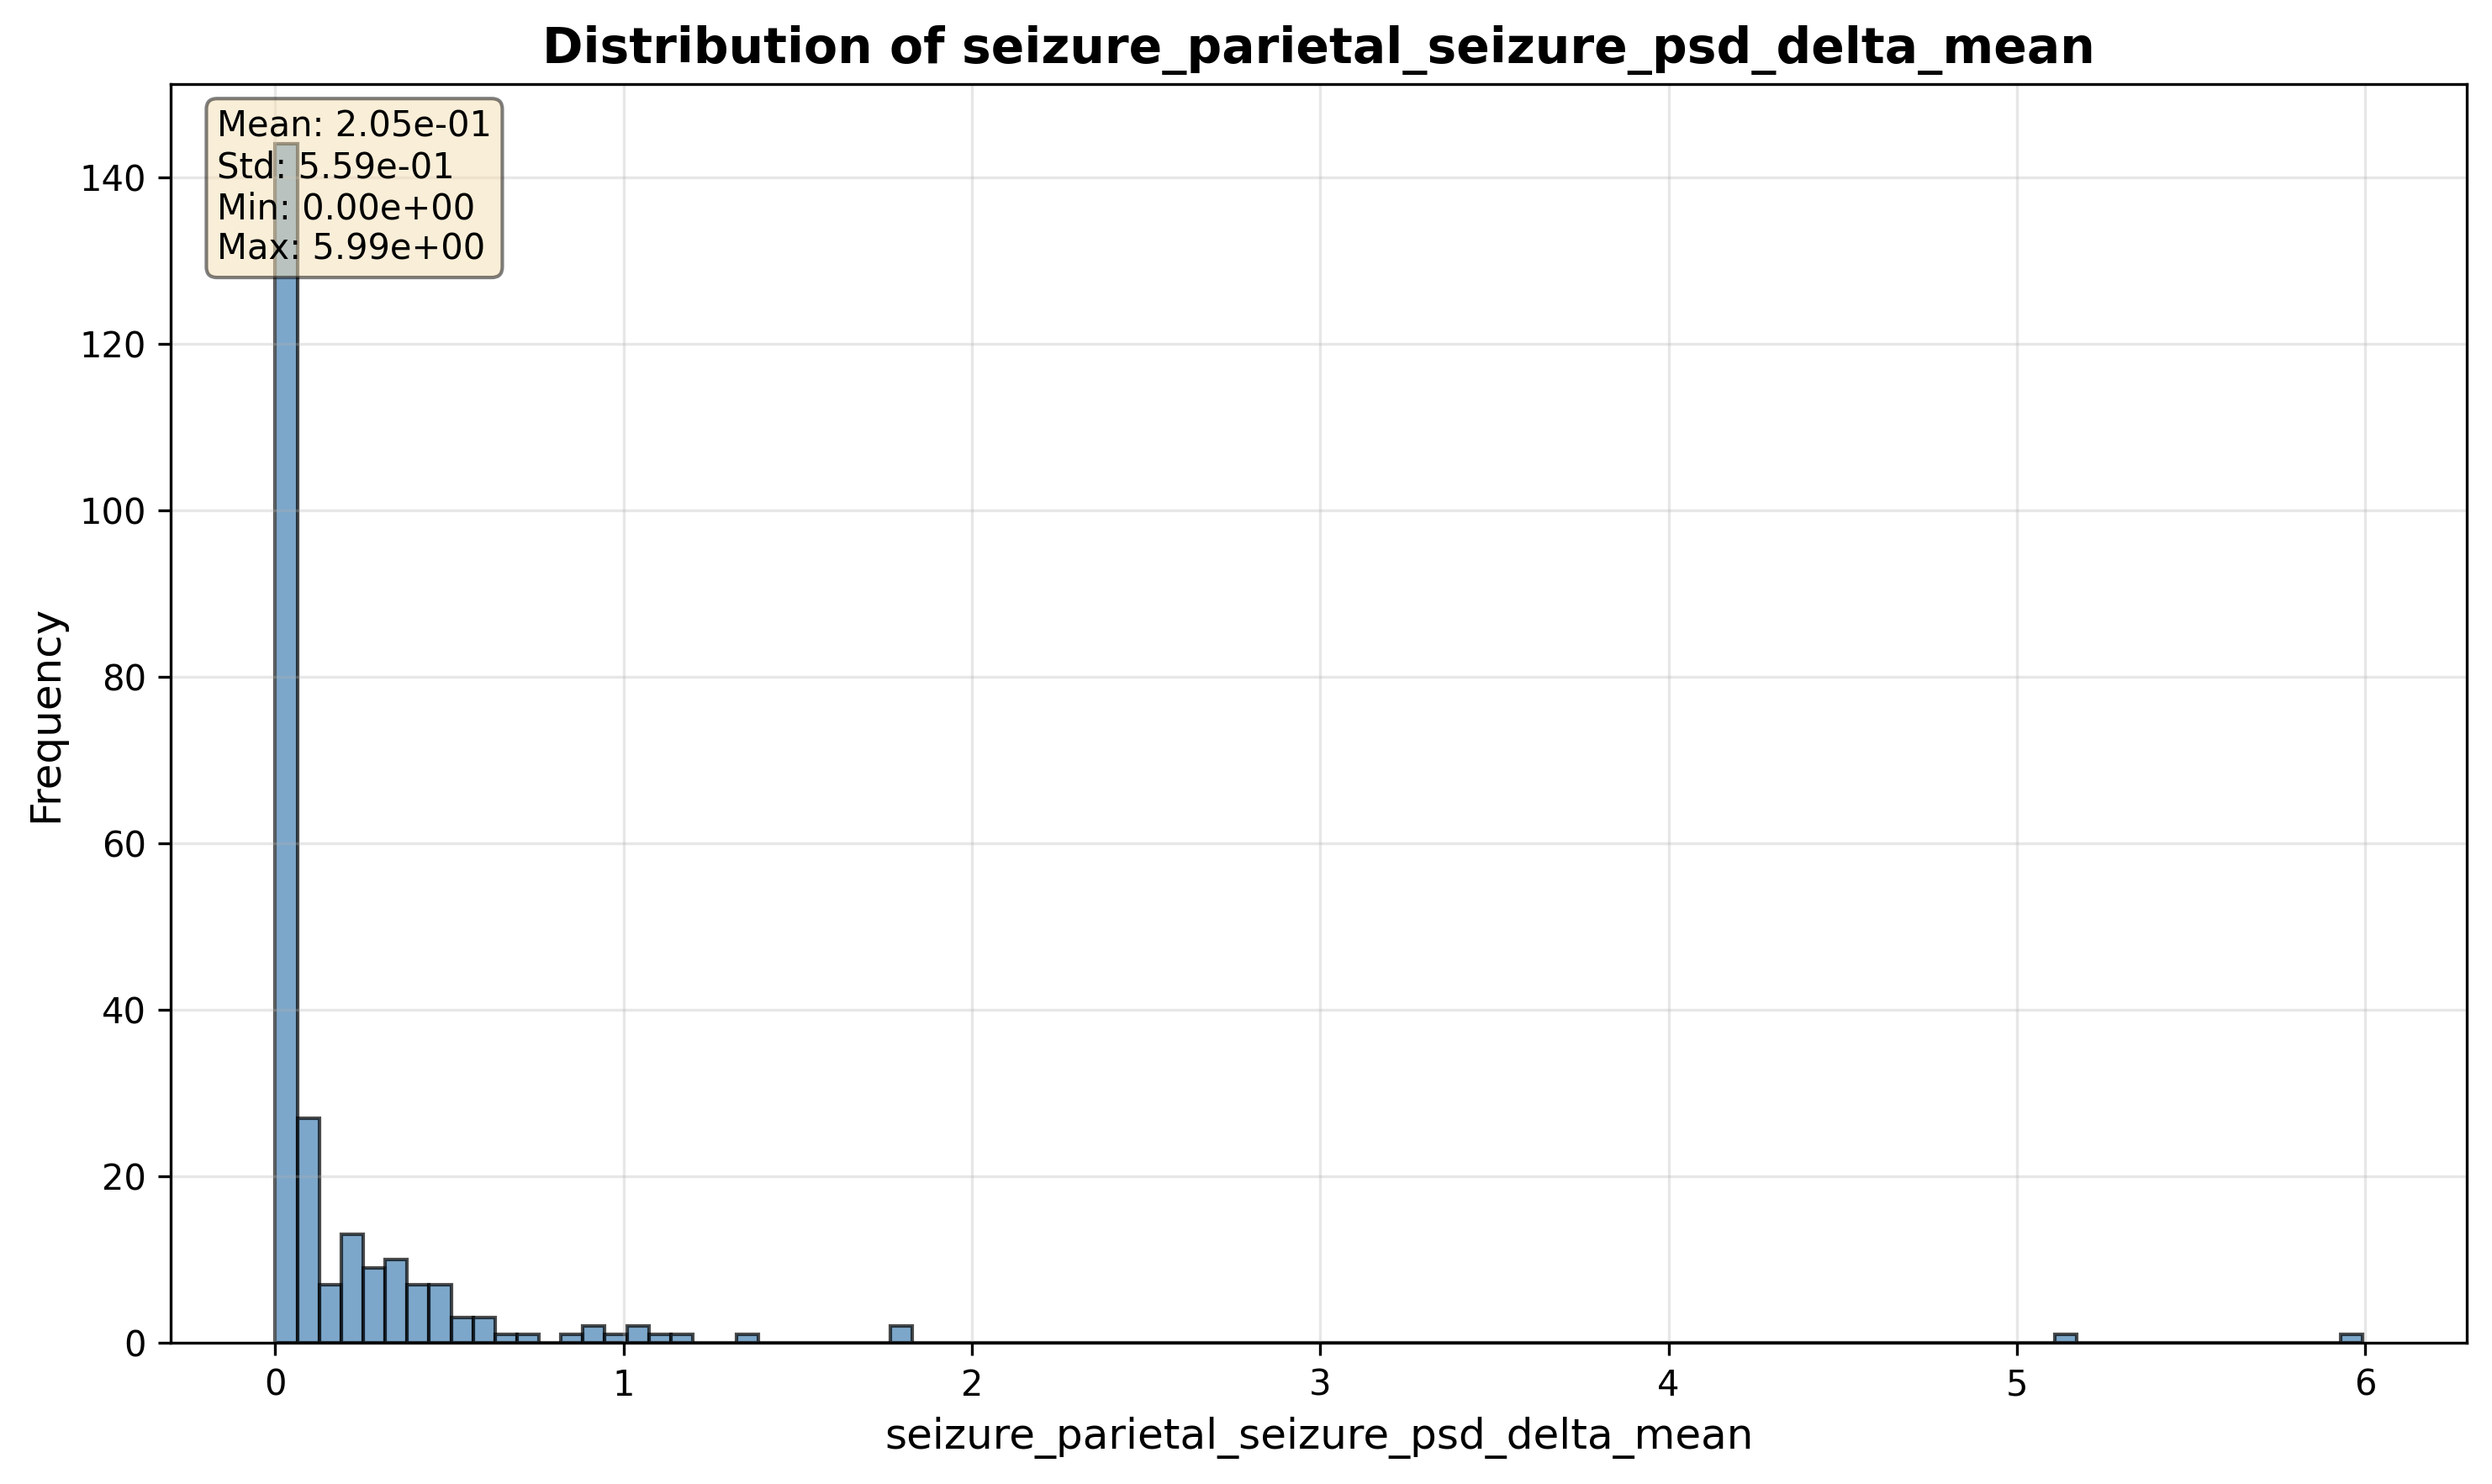 Distribution of seizure_parietal_seizure_psd_delta_mean
Mean: 2.05e-01
Std: 5.59e-01
Min: 0.00e+00
Max: 5.99e+00
140
120
100
80
60
40
20
0
Frequency
0 1 2 3 4 5 6
seizure_parietal_seizure_psd_delta_mean